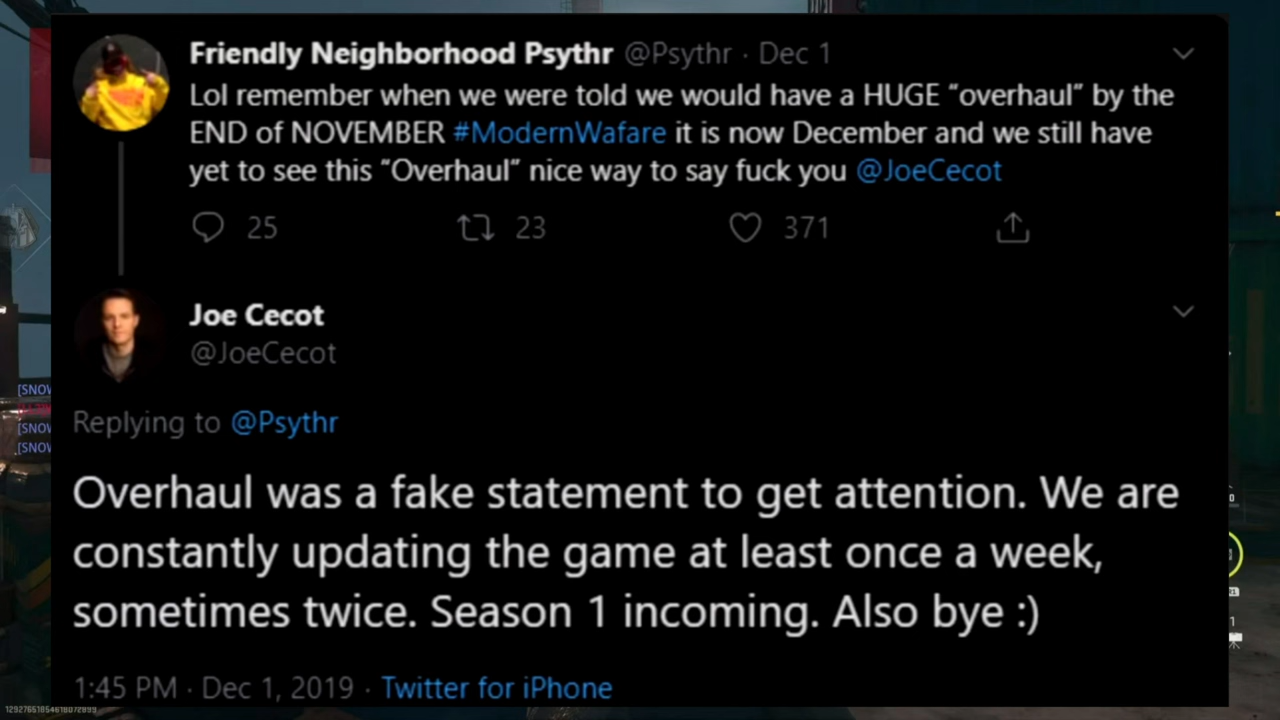 Friendly Neighborhood Psythr @Psythr · Dec 1
Lol remember when we were told we would have a HUGE “overhaul” by the
END of NOVEMBER #ModernWafare it is now December and we still have
yet to see this “Overhaul” nice way to say fuck you @JoeCecot
25 23 371
Joe Cecot
@JoeCecot
[SNOW
Replying to @Psythr
[SNOW
[SNOW
Overhaul was a fake statement to get attention. We are
constantly updating the game at least once a week,
sometimes twice. Season 1 incoming. Also bye :)
1:45 PM · Dec 1, 2019 · Twitter for iPhone